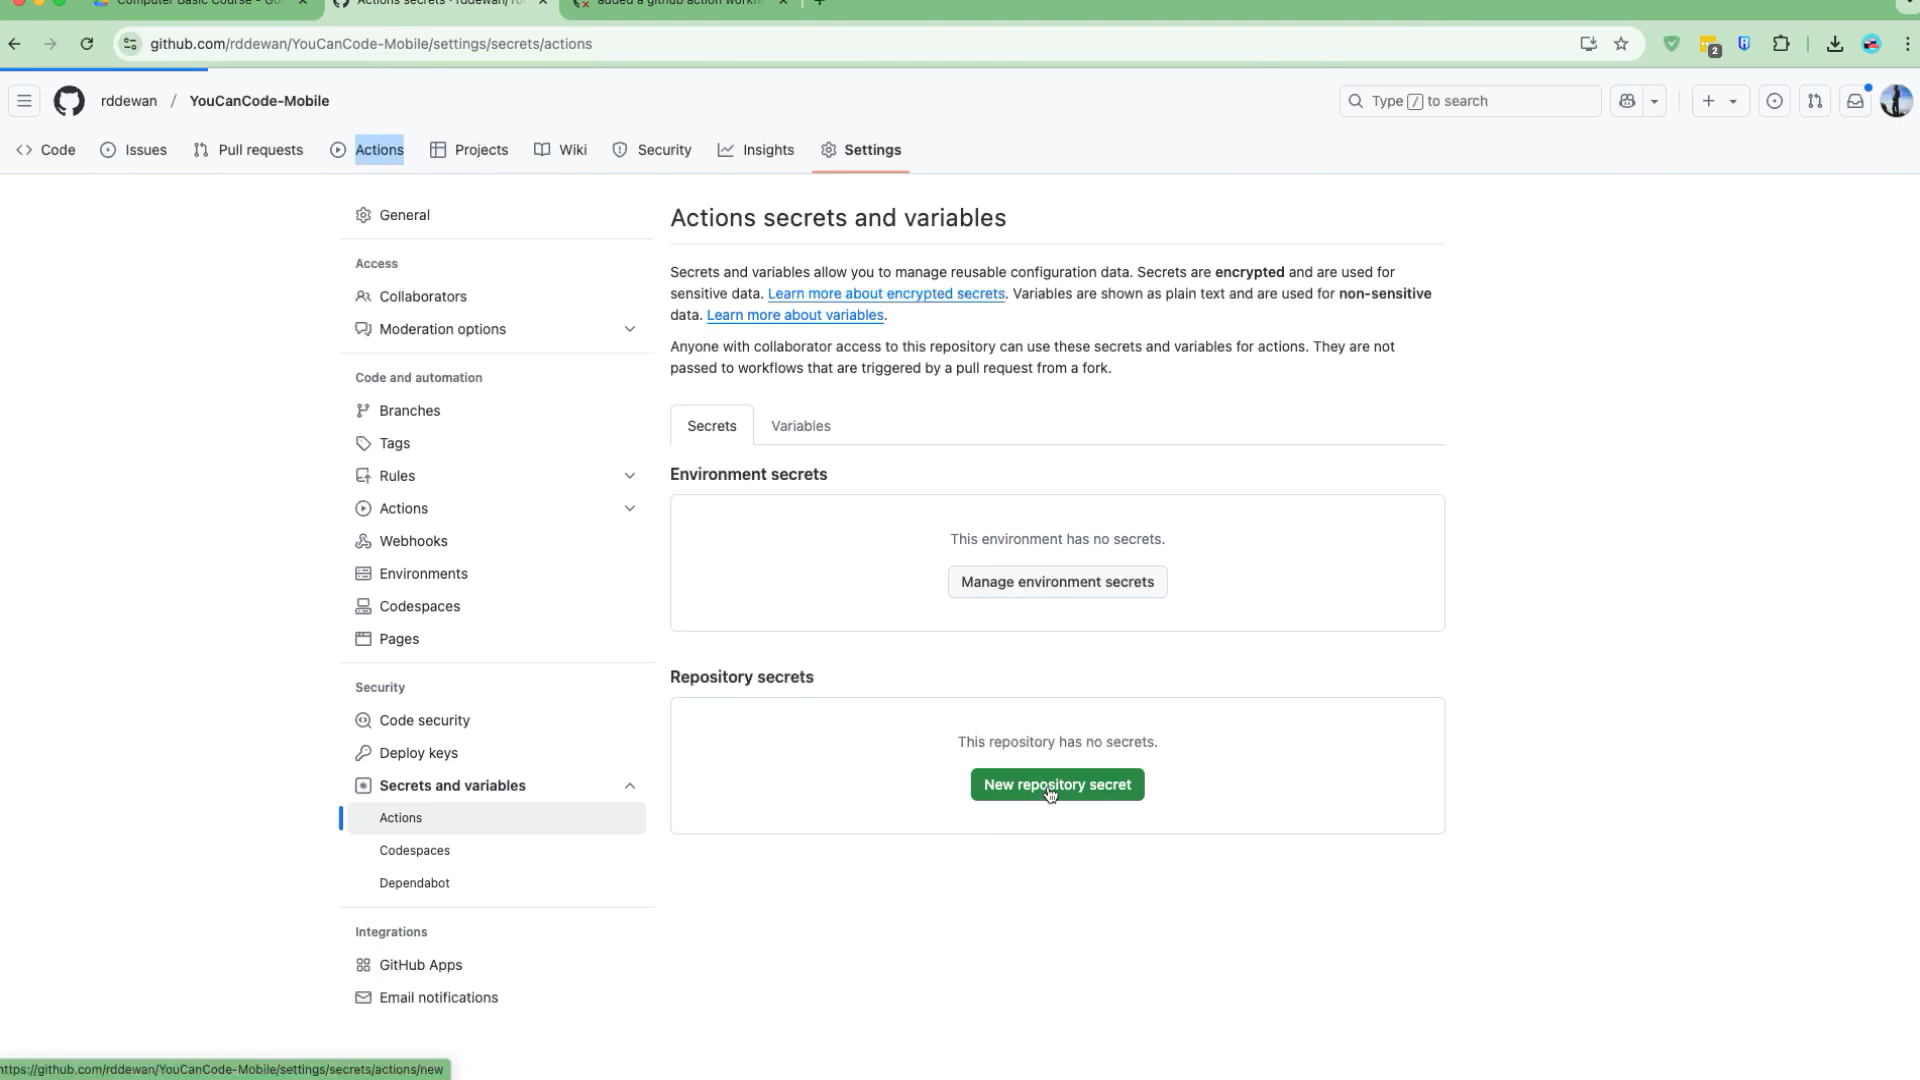 Computer Basic Course - Go
Actions secrets · rddewan/Yo
added a github action workfl
github.com/rddewan/YouCanCode-Mobile/settings/secrets/actions
2
rddewan / YouCanCode-Mobile
Type / to search
Code
Issues
Pull requests
Actions
Projects
Wiki
Security
Insights
Settings
General
Access
Collaborators
Moderation options
Code and automation
Branches
Tags
Rules
Actions
Webhooks
Environments
Codespaces
Pages
Security
Code security
Deploy keys
Secrets and variables
Actions
Codespaces
Dependabot
Integrations
GitHub Apps
Email notifications
Actions secrets and variables
Secrets and variables allow you to manage reusable configuration data. Secrets are encrypted and are used for
sensitive data. Learn more about encrypted secrets. Variables are shown as plain text and are used for non-sensitive
data. Learn more about variables.
Anyone with collaborator access to this repository can use these secrets and variables for actions. They are not
passed to workflows that are triggered by a pull request from a fork.
Secrets
Variables
Environment secrets
This environment has no secrets.
Manage environment secrets
Repository secrets
This repository has no secrets.
New repository secret
https://github.com/rddewan/YouCanCode-Mobile/settings/secrets/actions/new